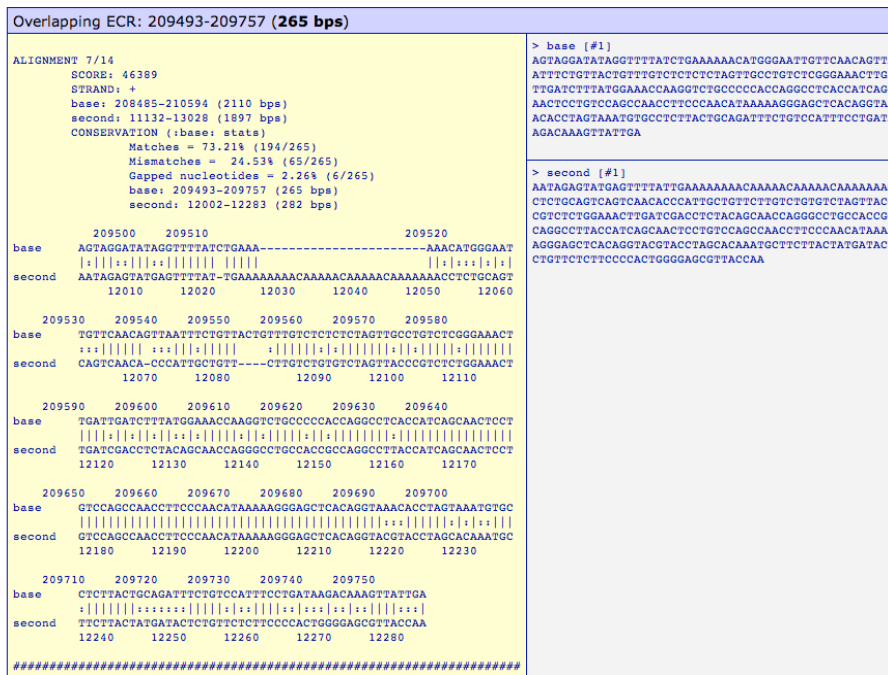 Overlapping ECR: 209493-209757 (265 bps)
ALIGNMENT 7/14
SCORE: 46389
STRAND: +
base: 208485-210594 (2110 bps)
second: 11132-13028 (1897 bps)
CONSERVATION (:base: stats)
Matches = 73.21% (194/265)
Mismatches = 24.53% (65/265)
Gapped nucleotides = 2.26% (6/265)
base: 209493-209757 (265 bps)
second: 12002-12283 (282 bps)
209500 209510 209520
base AGTAGGATATAGGTTTTATCTGAAA-----------------------AAACATGGGAAT
|:|||::|||::||||||| |||||                       ||:|:::|:|:|
second AATAGAGTATGAGTTTTAT-TGAAAAAAAACAAAAACAAAAACAAAAAAACCTCTGCAGT
12010 12020 12030 12040 12050 12060
209530 209540 209550 209560 209570 209580
base TGTTCAACAGTTAATTTCTGTTACTGTTTGTCTCTCTCTAGTTGCCTGTCTCGGGAAACT
:::|||||| :::|||:|||||    :||||||:|:|||||||:||:|||||:|||||||
second CAGTCAACA-CCCATTGCTGTT----CTTGTCTGTGTCTAGTTACCCGTCTCTGGAAACT
12070 12080 12090 12100 12110
209590 209600 209610 209620 209630 209640
base TGATTGATCTTTATGGAAACCAAGGTCTGCCCCCACCAGGCCTCACCATCAGCAACTCCT
||||:||:||:||::|:|||||:||:|||||:||:||||||||:||||||||||||||||
second TGATCGACCTCTACAGCAACCAGGGCCTGCCACCGCCAGGCCTTACCATCAGCAACTCCT
12120 12130 12140 12150 12160 12170
209650 209660 209670 209680 209690 209700
base GTCCAGCCAACCTTCCCAACATAAAAAGGGAGCTCACAGGTAAACACCTAGTAAATGTGC
||||||||||||||||||||||||||||||||||||||||||:::||||||:|:|::|||
second GTCCAGCCAACCTTCCCAACATAAAAAGGGAGCTCACAGGTACGTACCTAGCACAAATGC
12180 12190 12200 12210 12220 12230
209710 209720 209730 209740 209750
base CTCTTACTGCAGATTTCTGTCCATTTCCTGATAAGACAAAGTTATTGA
:|||||||:::::::|||||:|::||||::|:::|::|::||||:::|
second TTCTTACTATGATACTCTGTTCTCTTCCCCACTGGGGAGCGTTACCAA
12240 12250 12260 12270 12280
######################################################################
> base [#1]
AGTAGGATATAGGTTTTATCTGAAAAAACATGGGAATTGTTCAACAGTT
ATTTCTGTTACTGTTTGTCTCTCTCTAGTTGCCTGTCTCGGGAAACTTG
TTGATCTTTATGGAAACCAAGGTCTGCCCCCACCAGGCCTCACCATCAG
AACTCCTGTCCAGCCAACCTTCCCAACATAAAAAGGGAGCTCACAGGTA
ACACCTAGTAAATGTGCCTCTTACTGCAGATTTCTGTCCATTTCCTGAT
AGACAAAGTTATTGA
> second [#1]
AATAGAGTATGAGTTTTATTGAAAAAAAACAAAAACAAAAACAAAAAAA
CTCTGCAGTCAGTCAACACCCATTGCTGTTCTTGTCTGTGTCTAGTTAC
CGTCTCTGGAAACTTGATCGACCTCTACAGCAACCAGGGCCTGCCACCG
CAGGCCTTACCATCAGCAACTCCTGTCCAGCCAACCTTCCCAACATAAA
AGGGAGCTCACAGGTACGTACCTAGCACAAATGCTTCTTACTATGATAC
CTGTTCTCTTCCCCACTGGGGAGCGTTACCAA